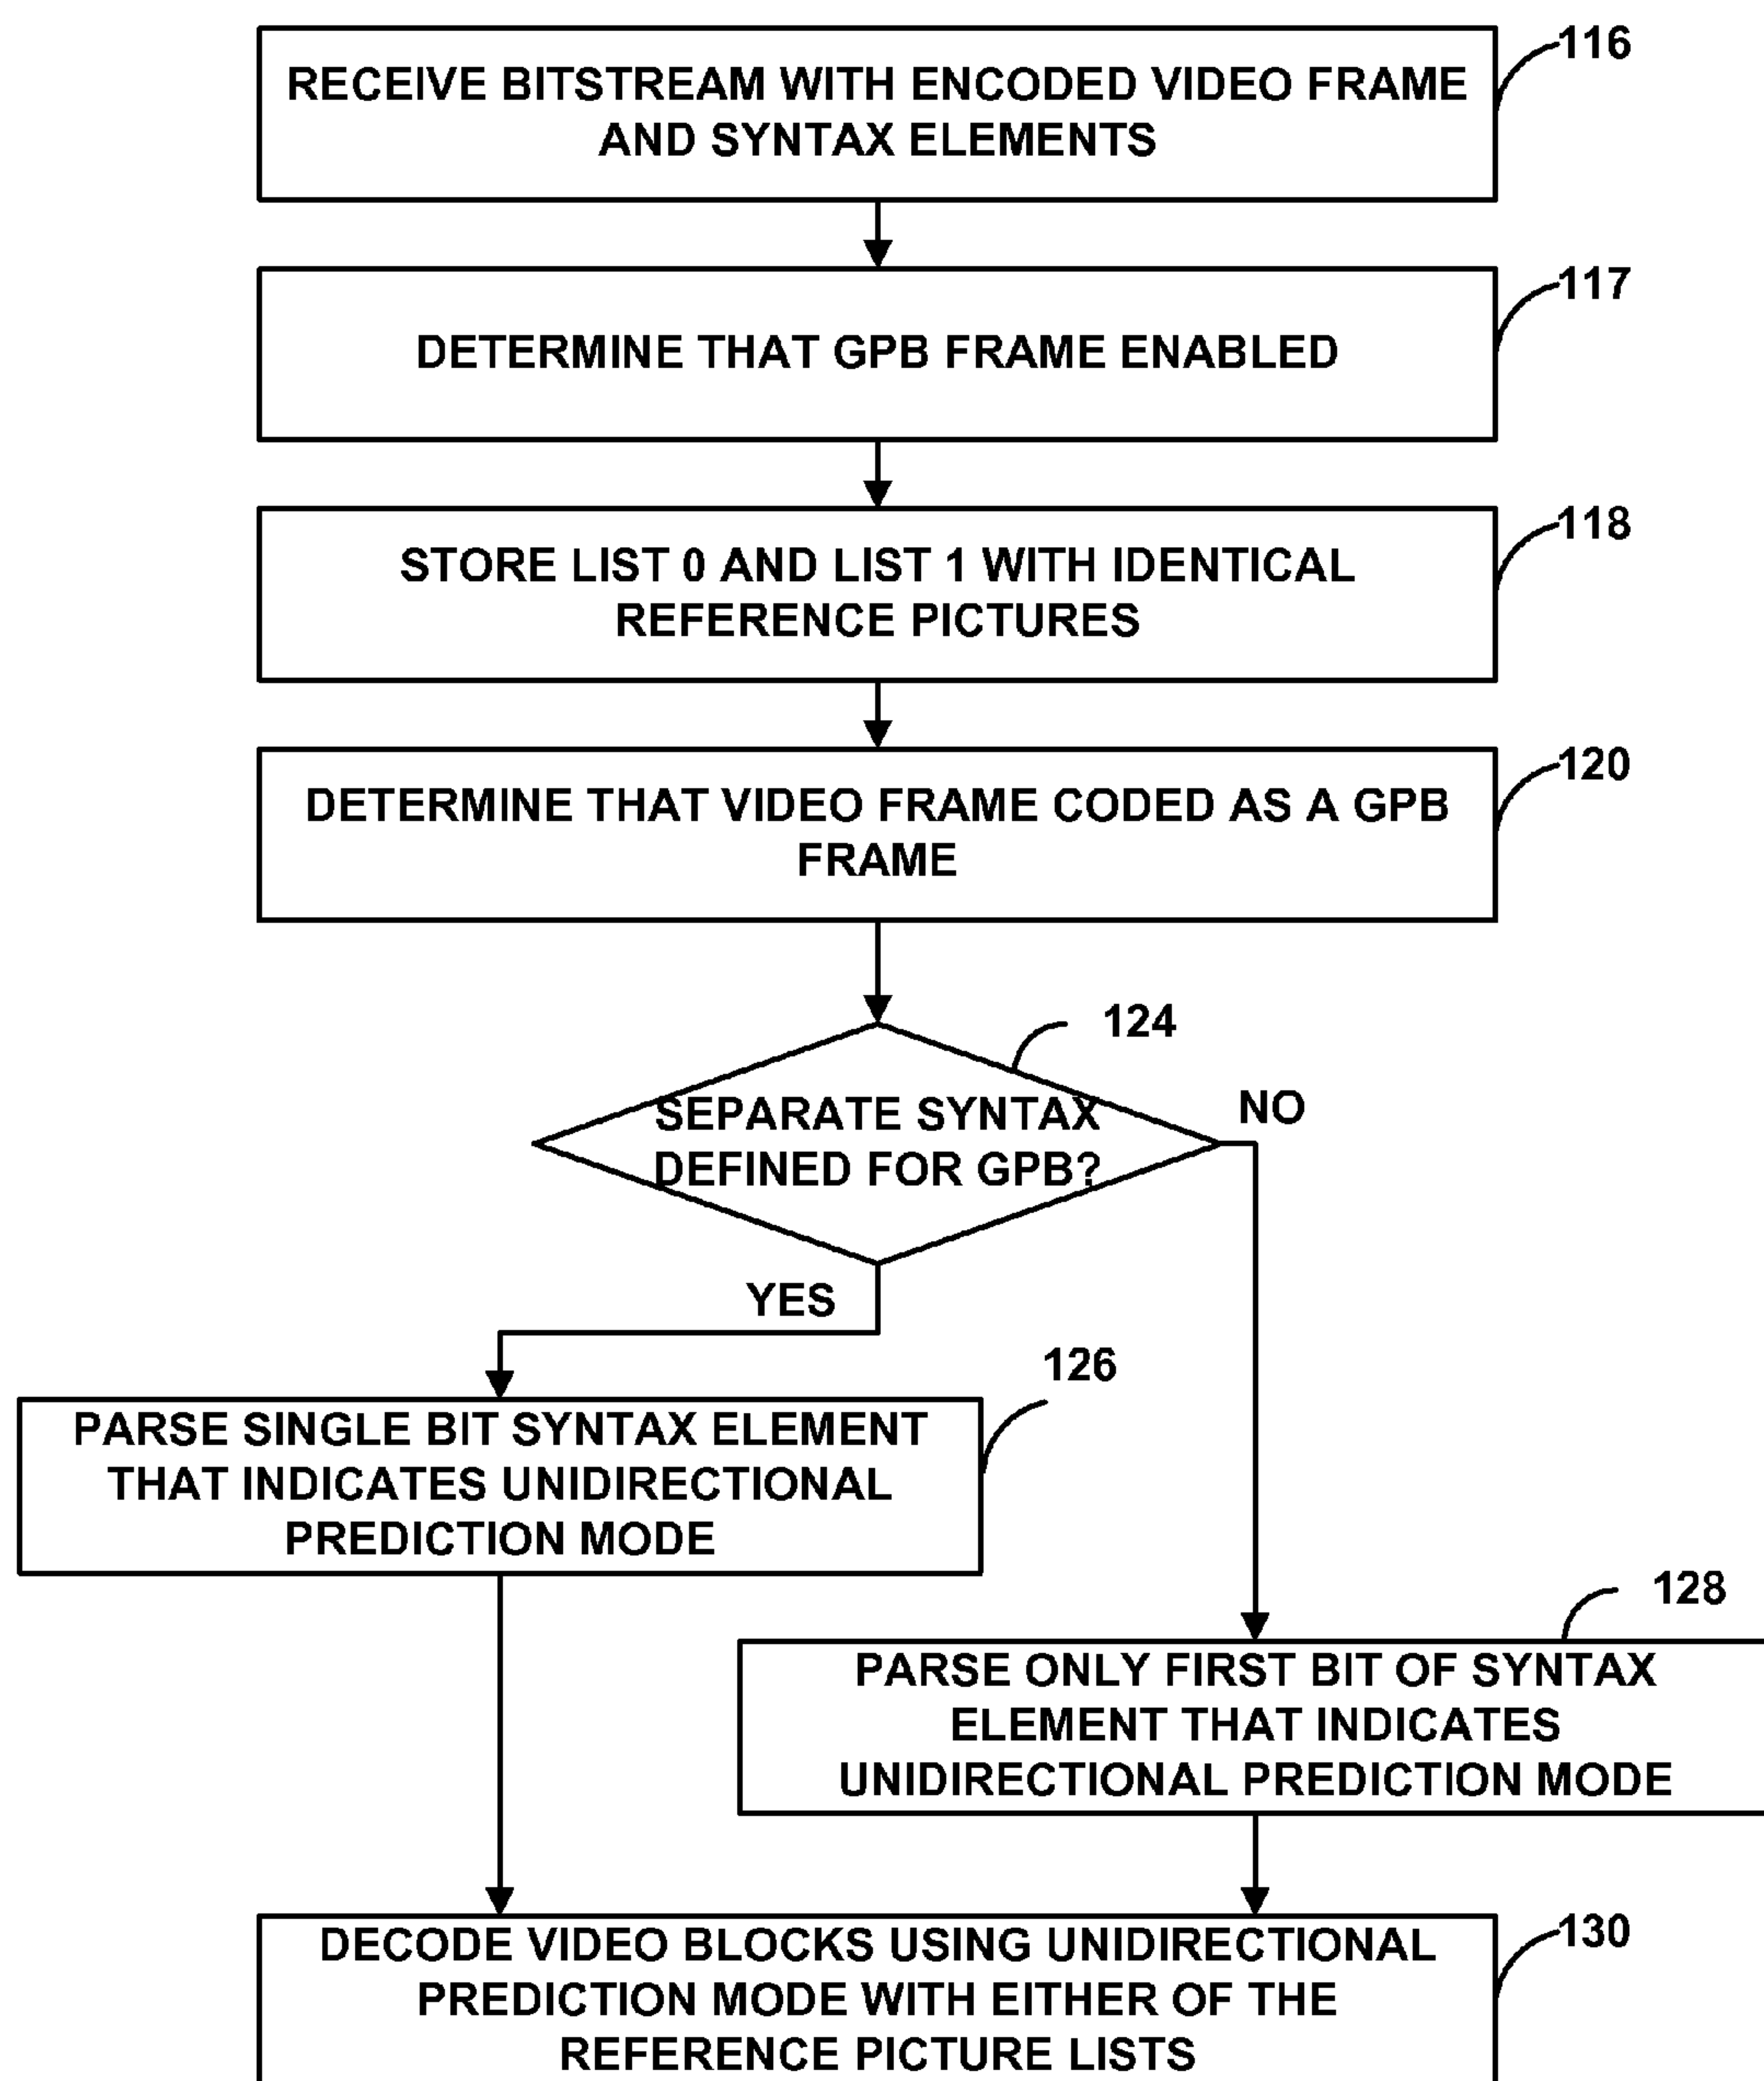 116
RECEIVE BITSTREAM WITH ENCODED VIDEO FRAME
AND SYNTAX ELEMENTS
117
DETERMINE THAT GPB FRAME ENABLED
118
STORE LIST 0 AND LIST 1 WITH IDENTICAL
REFERENCE PICTURES
120
DETERMINE THAT VIDEO FRAME CODED AS A GPB
FRAME
124
SEPARATE SYNTAX
DEFINED FOR GPB?
NO
YES
126
PARSE SINGLE BIT SYNTAX ELEMENT
THAT INDICATES UNIDIRECTIONAL
PREDICTION MODE
128
PARSE ONLY FIRST BIT OF SYNTAX
ELEMENT THAT INDICATES
UNIDIRECTIONAL PREDICTION MODE
130
DECODE VIDEO BLOCKS USING UNIDIRECTIONAL
PREDICTION MODE WITH EITHER OF THE
REFERENCE PICTURE LISTS